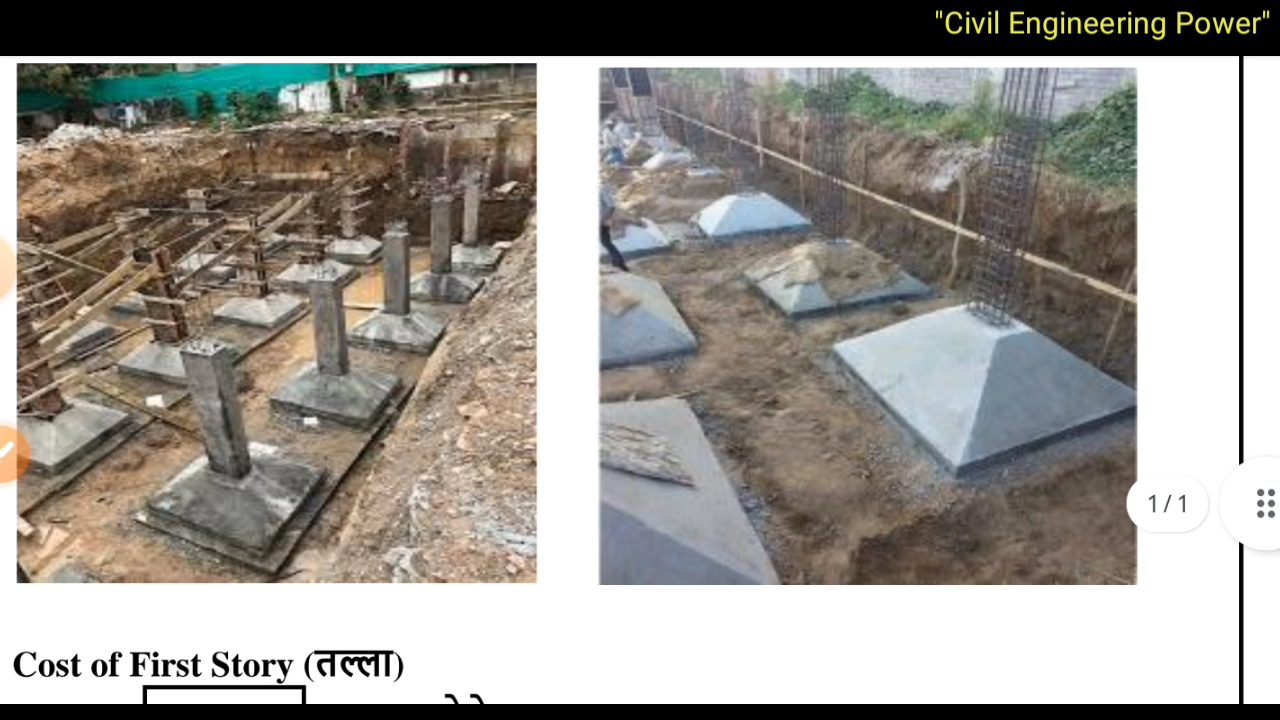 "Civil Engineering Power"
1 / 1
Cost of First Story (तल्ला)